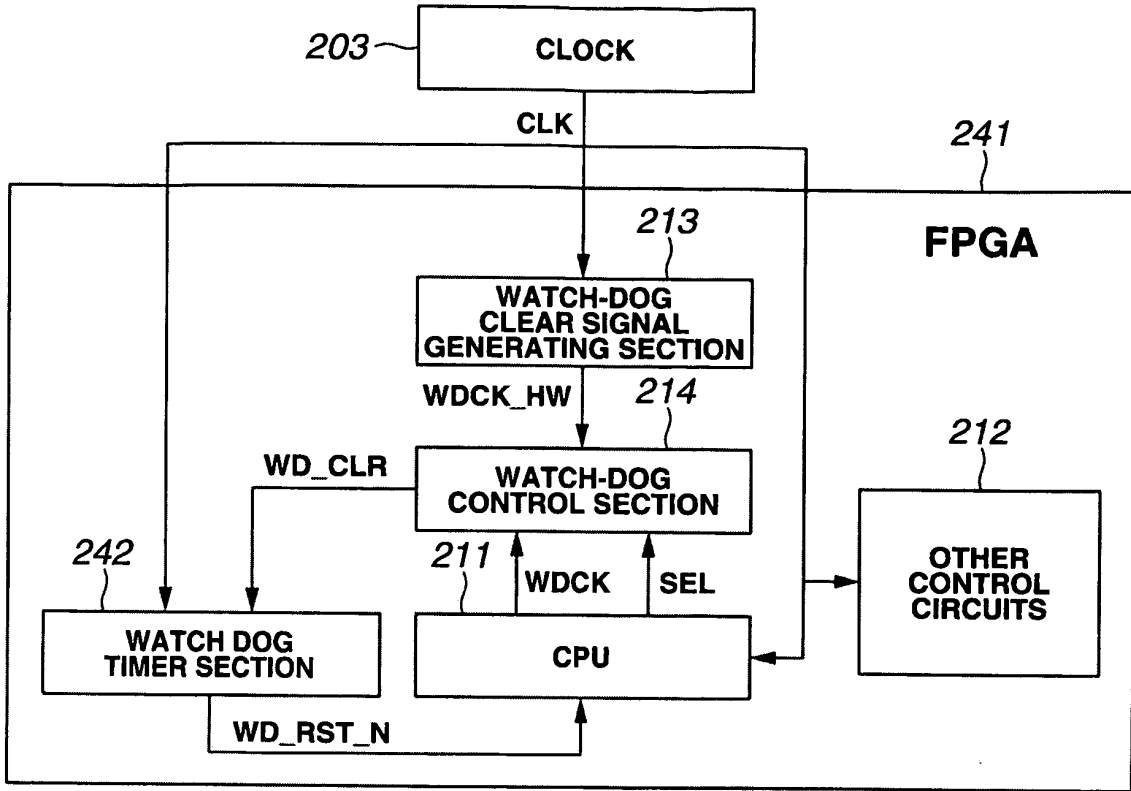 203
CLOCK
CLK
241
FPGA
213
WATCH-DOG
CLEAR SIGNAL
GENERATING SECTION
WDCK_HW
214
WD_CLR
WATCH-DOG
CONTROL SECTION
212
OTHER
CONTROL
CIRCUITS
242
211
WDCK
SEL
WATCH DOG
TIMER SECTION
CPU
WD_RST_N